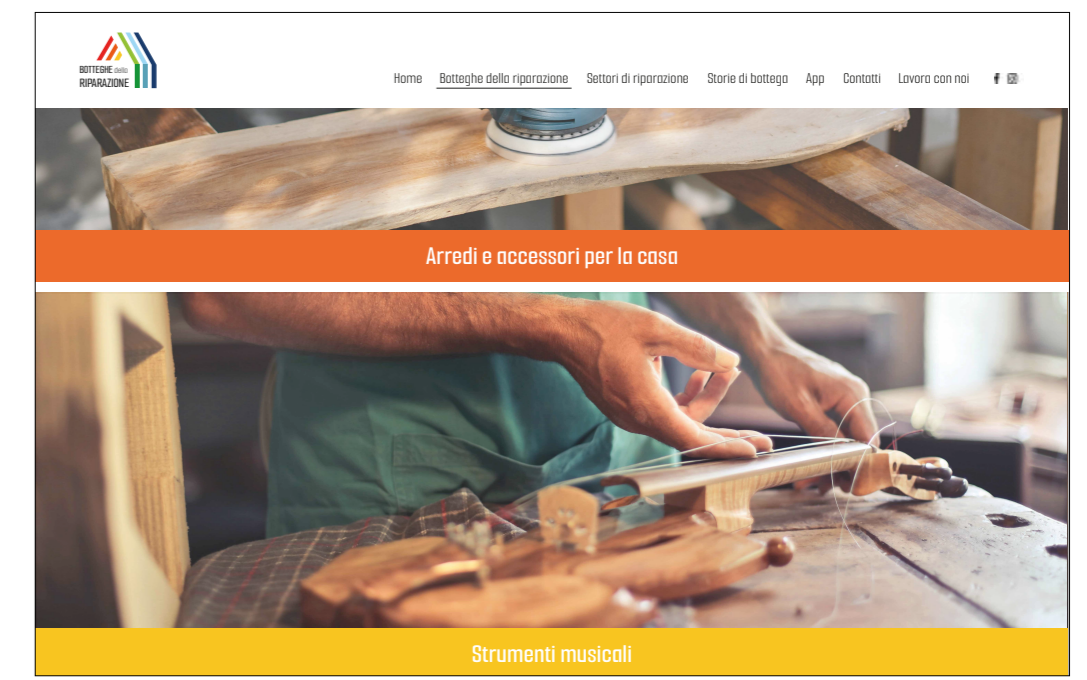 BOTTEGHE della
RIPARAZIONE
Home Botteghe della riparazione Settori di riparazione Storie di bottega App Contatti Lavora con noi
Arredi e accessori per la casa
Strumenti musicali